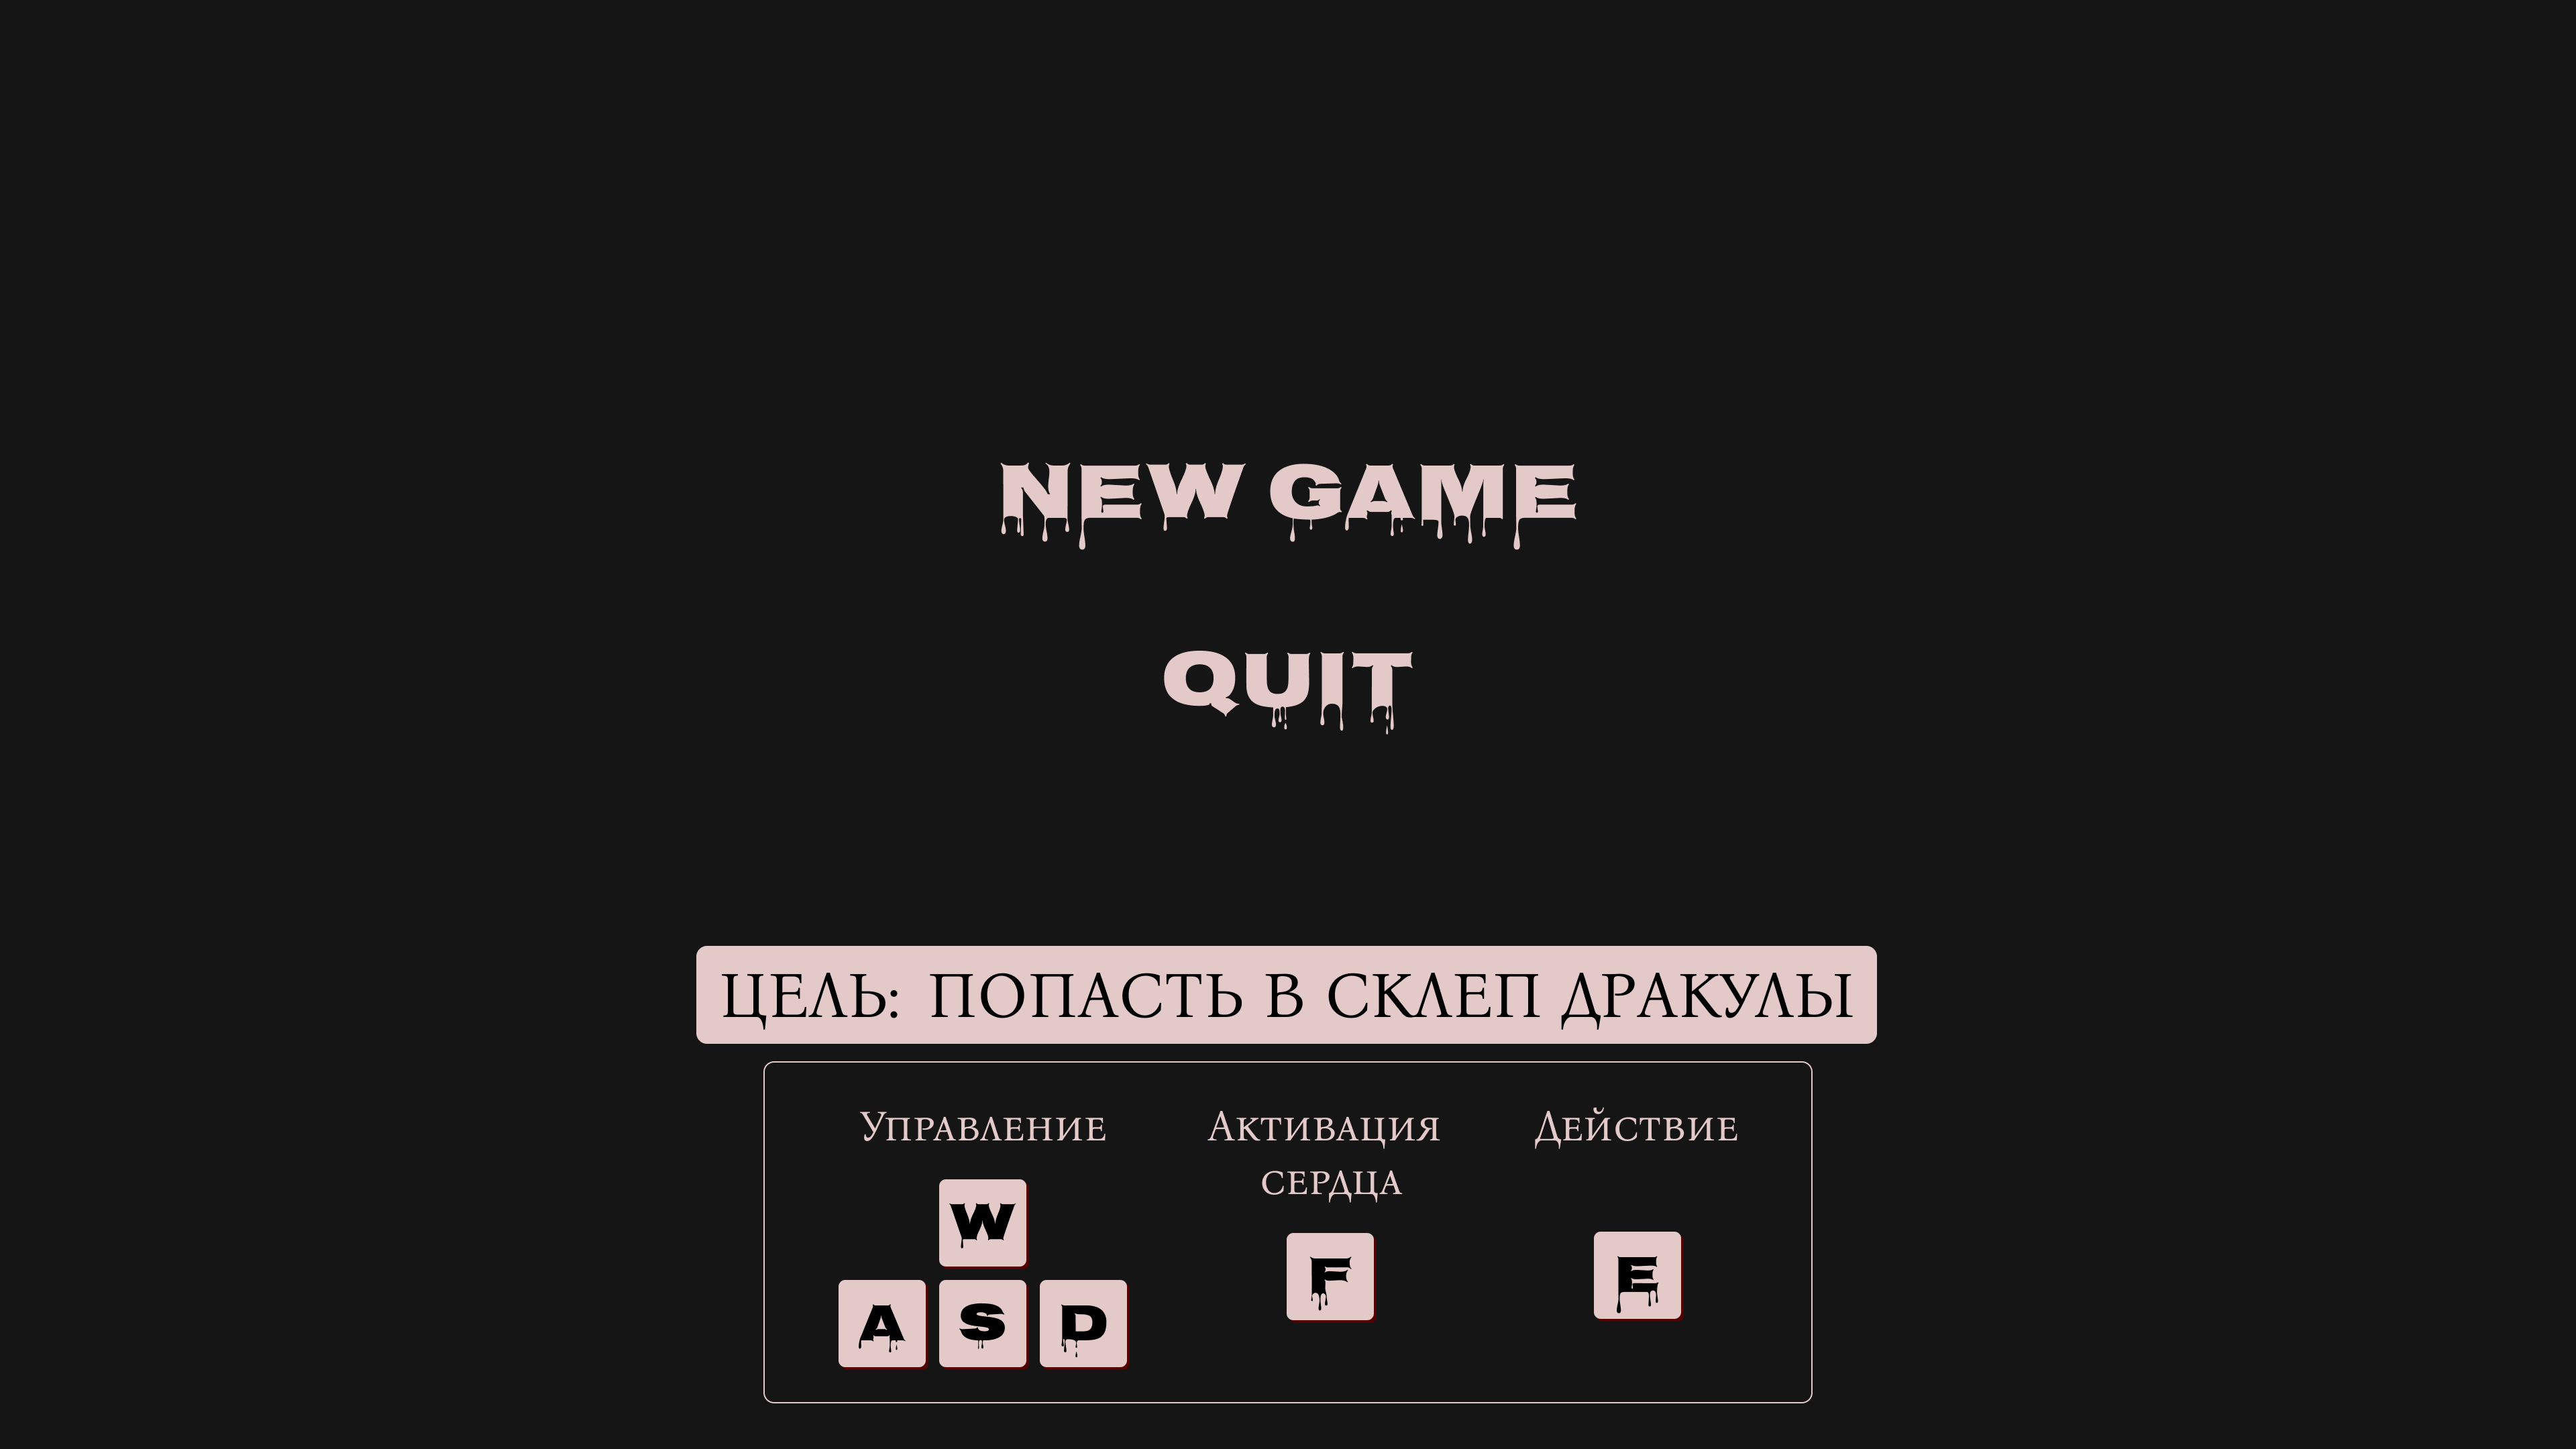 NEW GAME
QUIT
ЦЕЛЬ: ПОПАСТЬ В СКЛЕП ДРАКУЛЫ
Управление
Активация
сердца
Действие
W
A S D
F
E